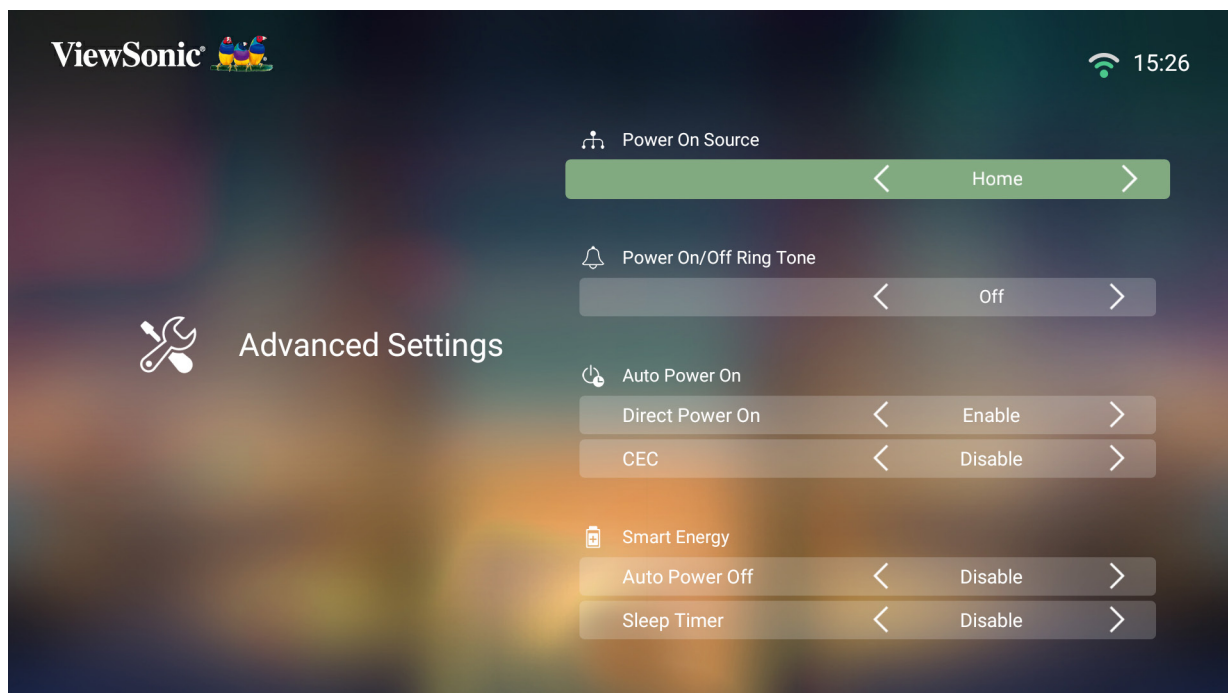 ViewSonic®
15:26
Power On Source
Home
Power On/Off Ring Tone
Off
Advanced Settings
Auto Power On
Direct Power On Enable
CEC Disable
Smart Energy
Auto Power Off Disable
Sleep Timer Disable